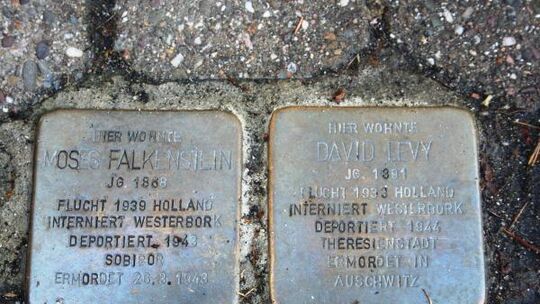 HIER WOHNTE
MOSES FALKENSTEIN
JG. 1868
FLUCHT 1939 HOLLAND
INTERNIERT WESTERBORK
DEPORTIERT 1943
SOBIBOR
ERMORDET 26.3.1943
HIER WOHNTE
DAVID LEVY
JG. 1891
FLUCHT 1938 HOLLAND
INTERNIERT WESTERBORK
DEPORTIERT 1944
THERESIENSTADT
ERMORDET IN
AUSCHWITZ